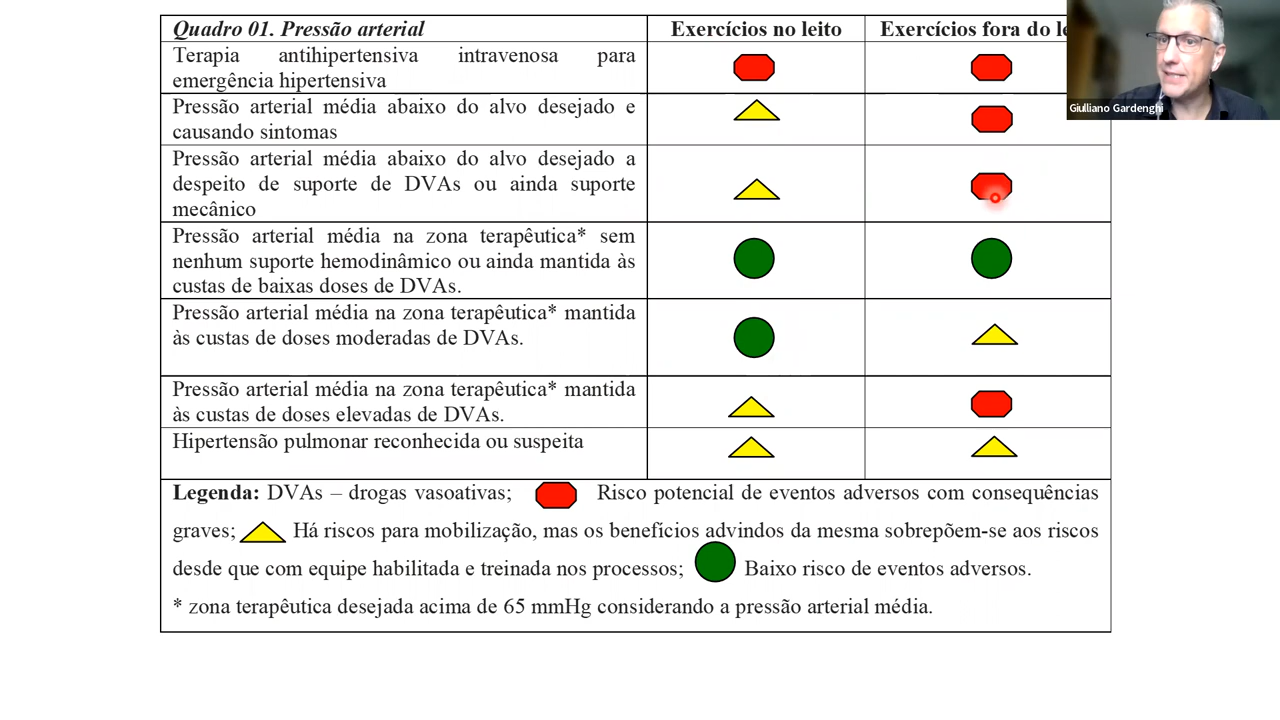 Quadro 01. Pressão arterial
Exercícios no leito
Exercícios fora do le
Terapia antihipertensiva intravenosa para
emergência hipertensiva
Pressão arterial média abaixo do alvo desejado e
causando sintomas
Pressão arterial média abaixo do alvo desejado a
despeito de suporte de DVAs ou ainda suporte
mecânico
Pressão arterial média na zona terapêutica* sem
nenhum suporte hemodinâmico ou ainda mantida às
custas de baixas doses de DVAs.
Pressão arterial média na zona terapêutica* mantida
às custas de doses moderadas de DVAs.
Pressão arterial média na zona terapêutica* mantida
às custas de doses elevadas de DVAs.
Hipertensão pulmonar reconhecida ou suspeita
Legenda: DVAs – drogas vasoativas; Risco potencial de eventos adversos com consequências
graves; Há riscos para mobilização, mas os benefícios advindos da mesma sobrepõem-se aos riscos
desde que com equipe habilitada e treinada nos processos; Baixo risco de eventos adversos.
* zona terapêutica desejada acima de 65 mmHg considerando a pressão arterial média.
Giulliano Gardenghi